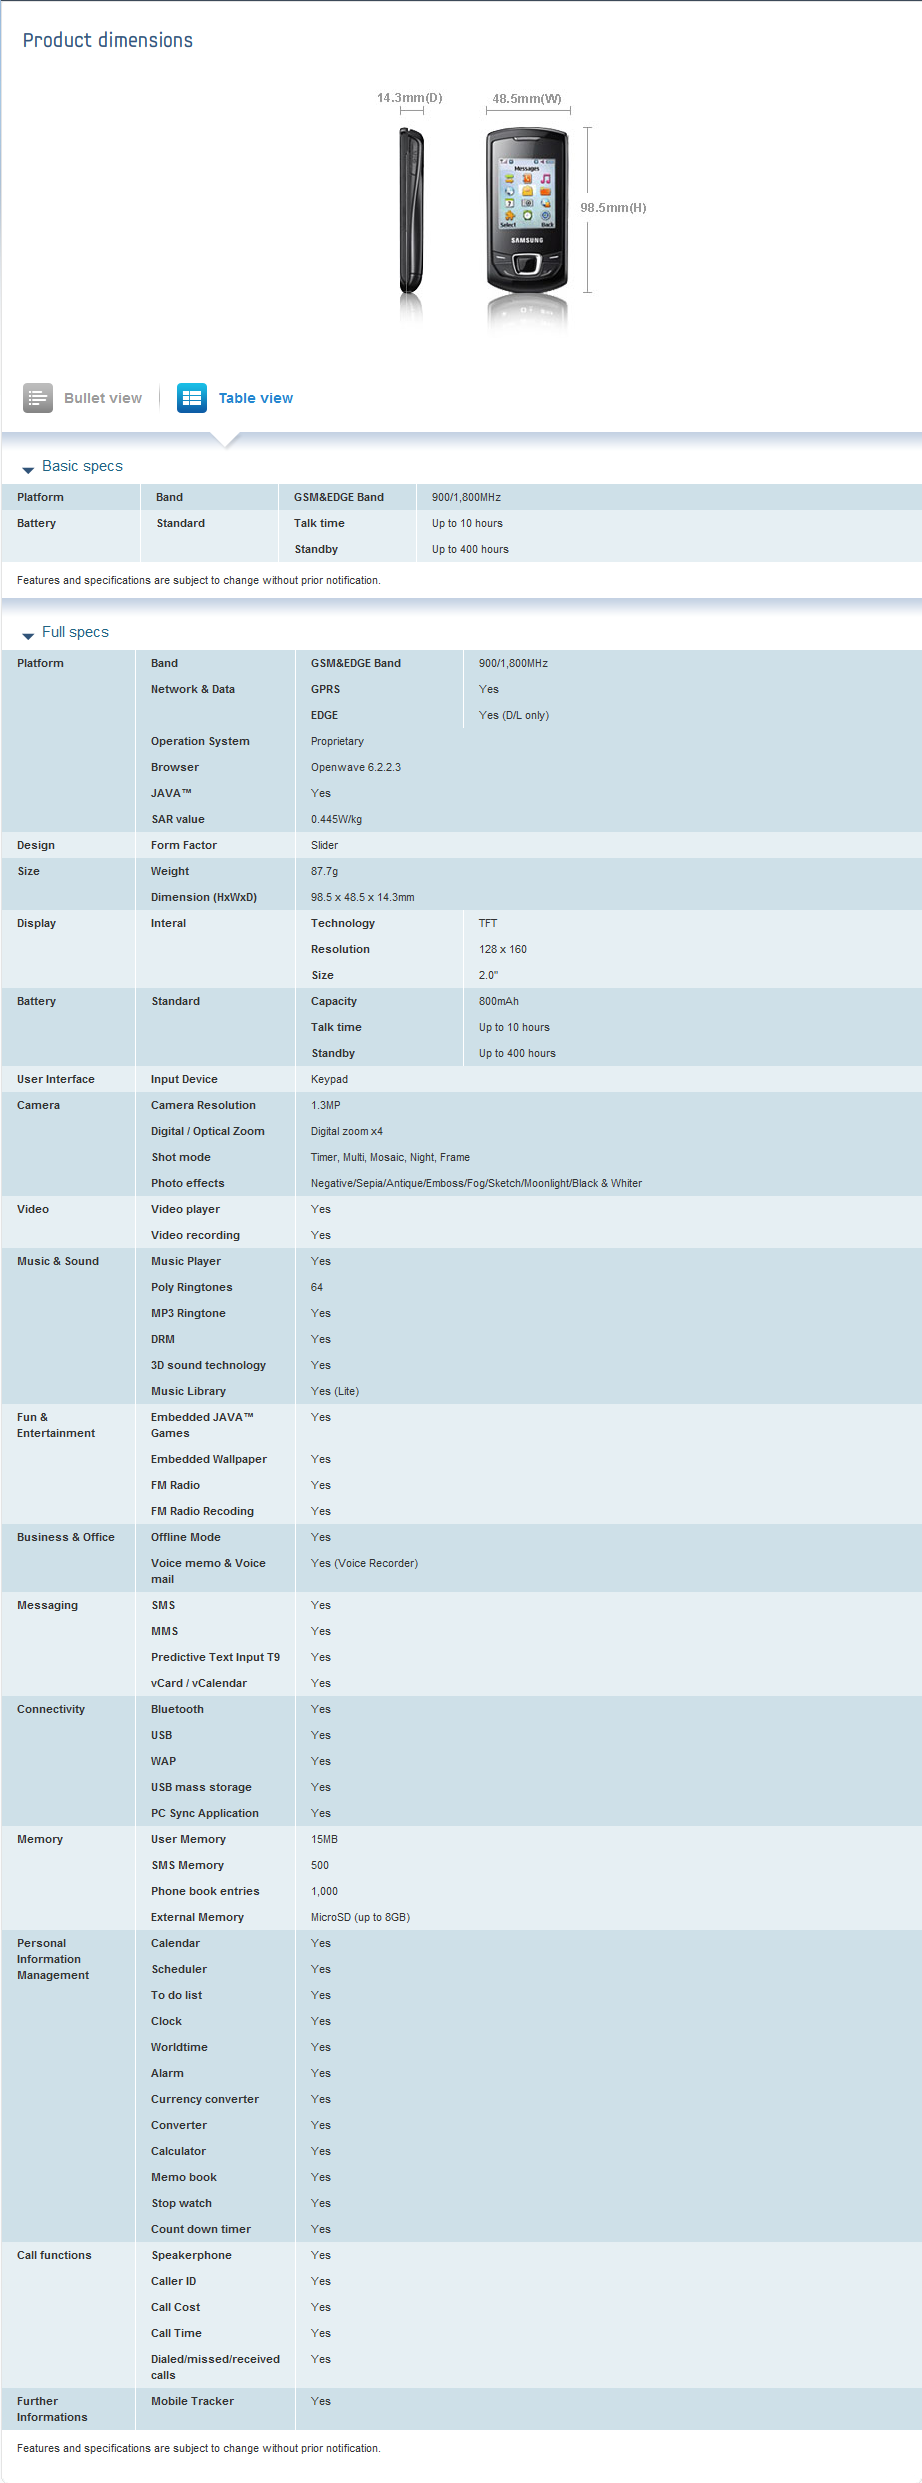 Product dimensions
14.3mm(D) 48.5mm(W)
Messages
98.5mm(H)
Select Back
SAMSUNG
Bullet view Table view
Basic specs
Platform Band GSM&EDGE Band 900/1,800MHz
Battery Standard Talk time Up to 10 hours
Standby Up to 400 hours
Features and specifications are subject to change without prior notification.
Full specs
Platform Band GSM&EDGE Band 900/1,800MHz
Network & Data GPRS Yes
EDGE Yes (D/L only)
Operation System Proprietary
Browser Openwave 6.2.2.3
JAVA™ Yes
SAR value 0.445W/kg
Design Form Factor Slider
Size Weight 87.7g
Dimension (HxWxD) 98.5 x 48.5 x 14.3mm
Display Interal Technology TFT
Resolution 128 x 160
Size 2.0"
Battery Standard Capacity 800mAh
Talk time Up to 10 hours
Standby Up to 400 hours
User Interface Input Device Keypad
Camera Camera Resolution 1.3MP
Digital / Optical Zoom Digital zoom x4
Shot mode Timer, Multi, Mosaic, Night, Frame
Photo effects Negative/Sepia/Antique/Emboss/Fog/Sketch/Moonlight/Black & Whiter
Video Video player Yes
Video recording Yes
Music & Sound Music Player Yes
Poly Ringtones 64
MP3 Ringtone Yes
DRM Yes
3D sound technology Yes
Music Library Yes (Lite)
Fun & Embedded JAVA™ Yes
Entertainment Games
Embedded Wallpaper Yes
FM Radio Yes
FM Radio Recoding Yes
Business & Office Offline Mode Yes
Voice memo & Voice Yes (Voice Recorder)
mail
Messaging SMS Yes
MMS Yes
Predictive Text Input T9 Yes
vCard / vCalendar Yes
Connectivity Bluetooth Yes
USB Yes
WAP Yes
USB mass storage Yes
PC Sync Application Yes
Memory User Memory 15MB
SMS Memory 500
Phone book entries 1,000
External Memory MicroSD (up to 8GB)
Personal Calendar Yes
Information
Scheduler Yes
Management
To do list Yes
Clock Yes
Worldtime Yes
Alarm Yes
Currency converter Yes
Converter Yes
Calculator Yes
Memo book Yes
Stop watch Yes
Count down timer Yes
Call functions Speakerphone Yes
Caller ID Yes
Call Cost Yes
Call Time Yes
Dialed/missed/received Yes
calls
Further Mobile Tracker Yes
Informations
Features and specifications are subject to change without prior notification.